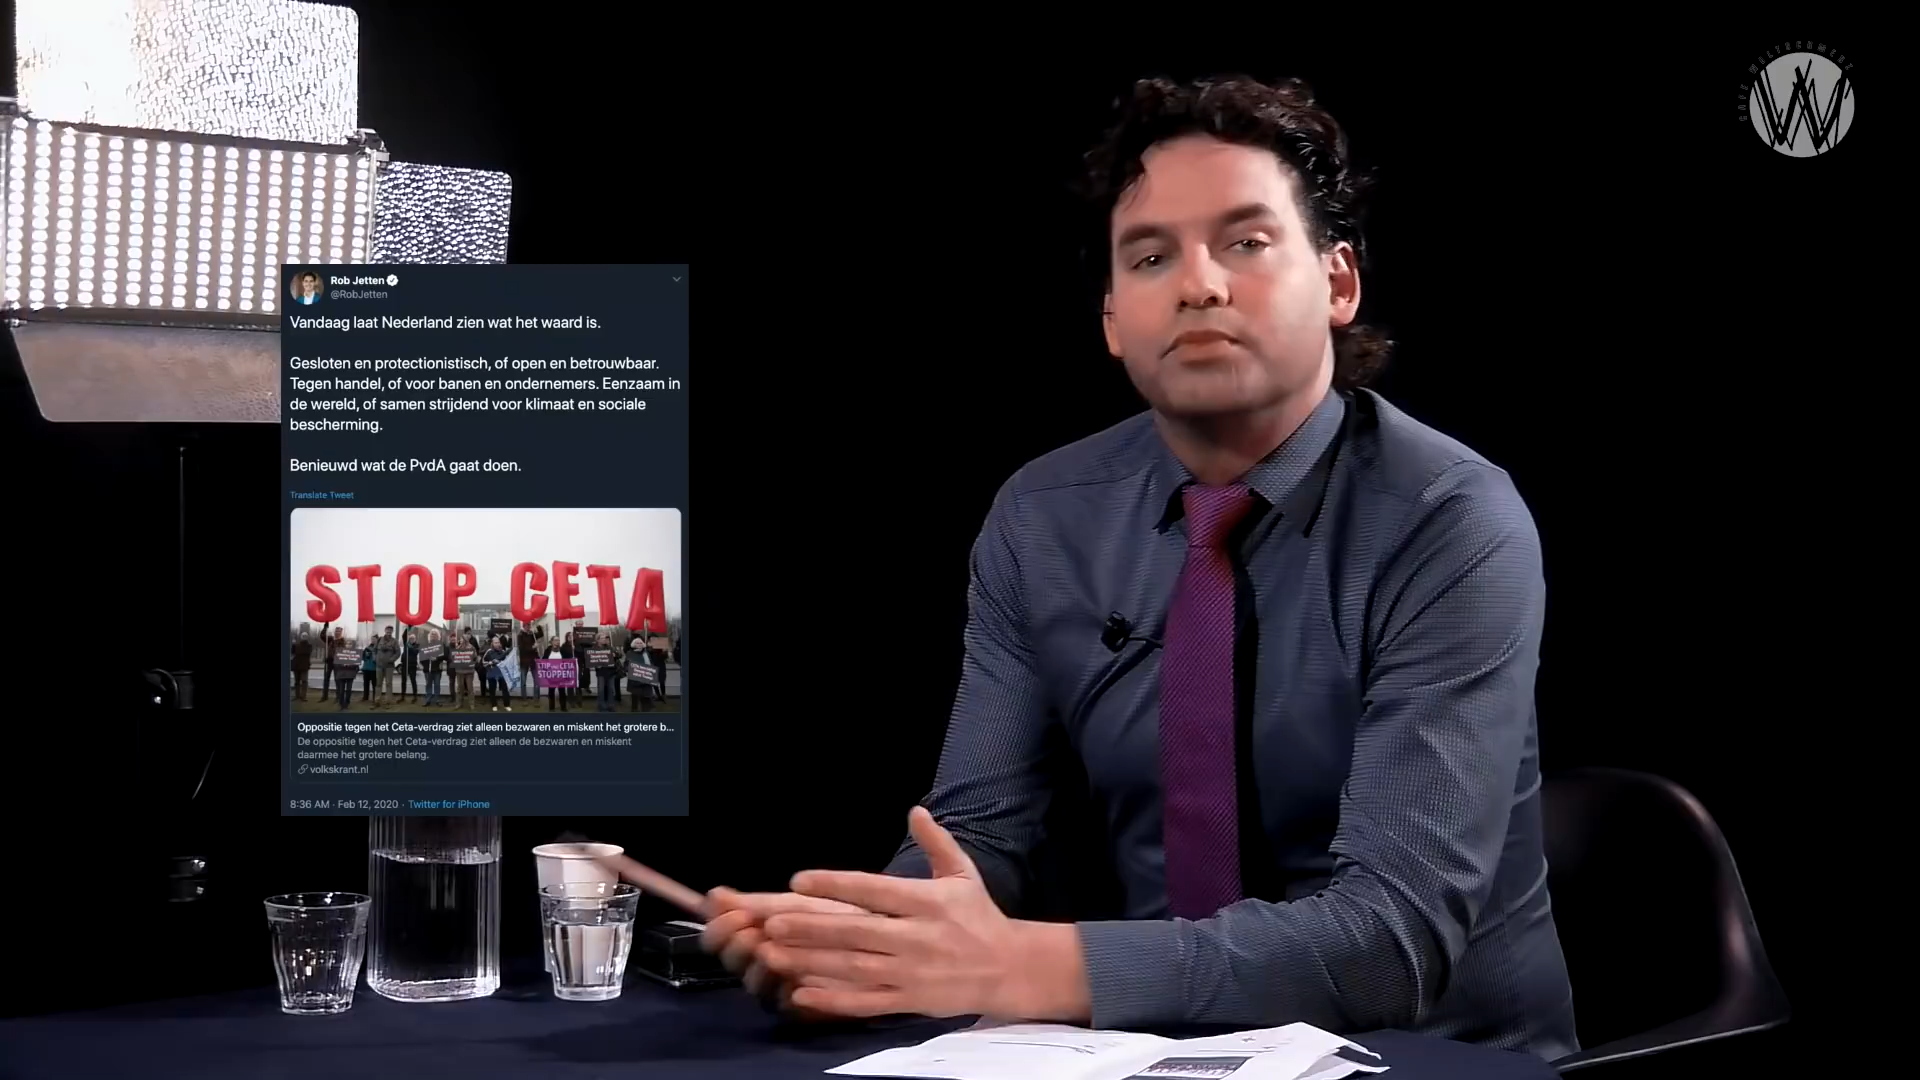 CAFE WELTSCHMERZ
Rob Jetten
@RobJetten
Vandaag laat Nederland zien wat het waard is.
Gesloten en protectionistisch, of open en betrouwbaar.
Tegen handel, of voor banen en ondernemers. Eenzaam in
de wereld, of samen strijdend voor klimaat en sociale
bescherming.
Benieuwd wat de PvdA gaat doen.
Translate Tweet
STOP CETA
STOPPEN!
Oppositie tegen het Ceta-verdrag ziet alleen bezwaren en miskent het grotere b...
De oppositie tegen het Ceta-verdrag ziet alleen de bezwaren en miskent
daarmee het grotere belang.
volkskrant.nl
8:36 AM · Feb 12, 2020 · Twitter for iPhone